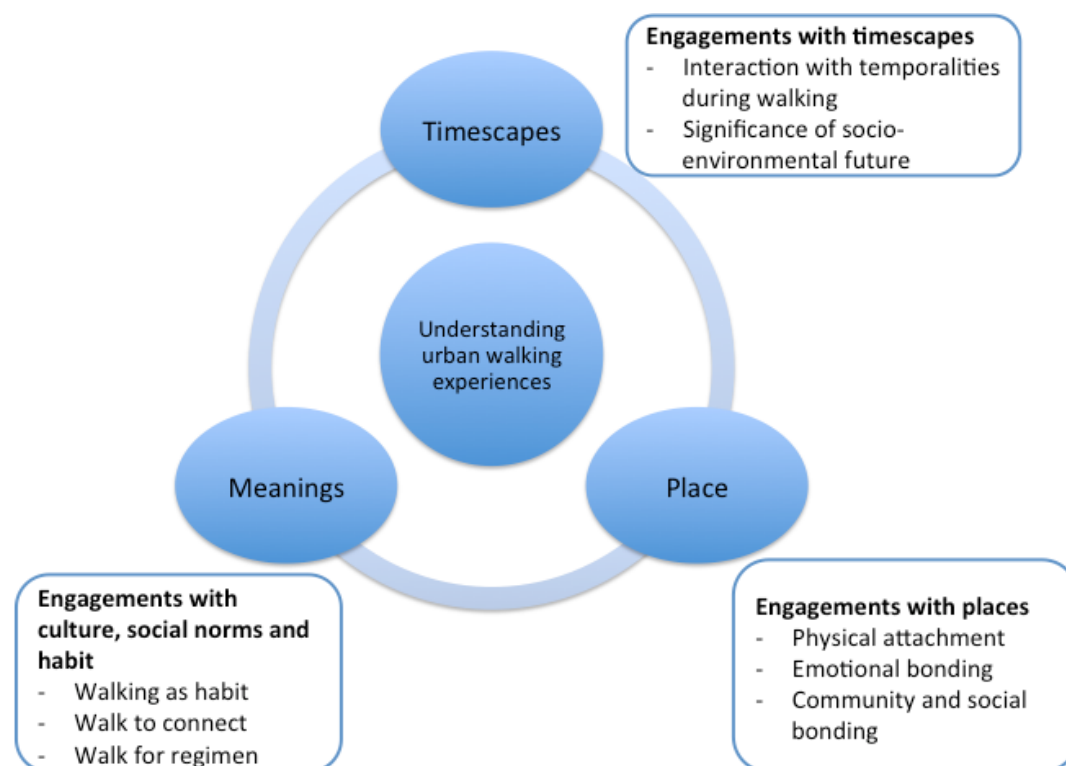 Engagements with timescapes
- Interaction with temporalities
during walking
- Significance of socio-
environmental future
Timescapes
Understanding
urban walking
experiences
Meanings
Place
Engagements with
culture, social norms and
habit
- Walking as habit
- Walk to connect
- Walk for regimen
Engagements with places
- Physical attachment
- Emotional bonding
- Community and social
bonding